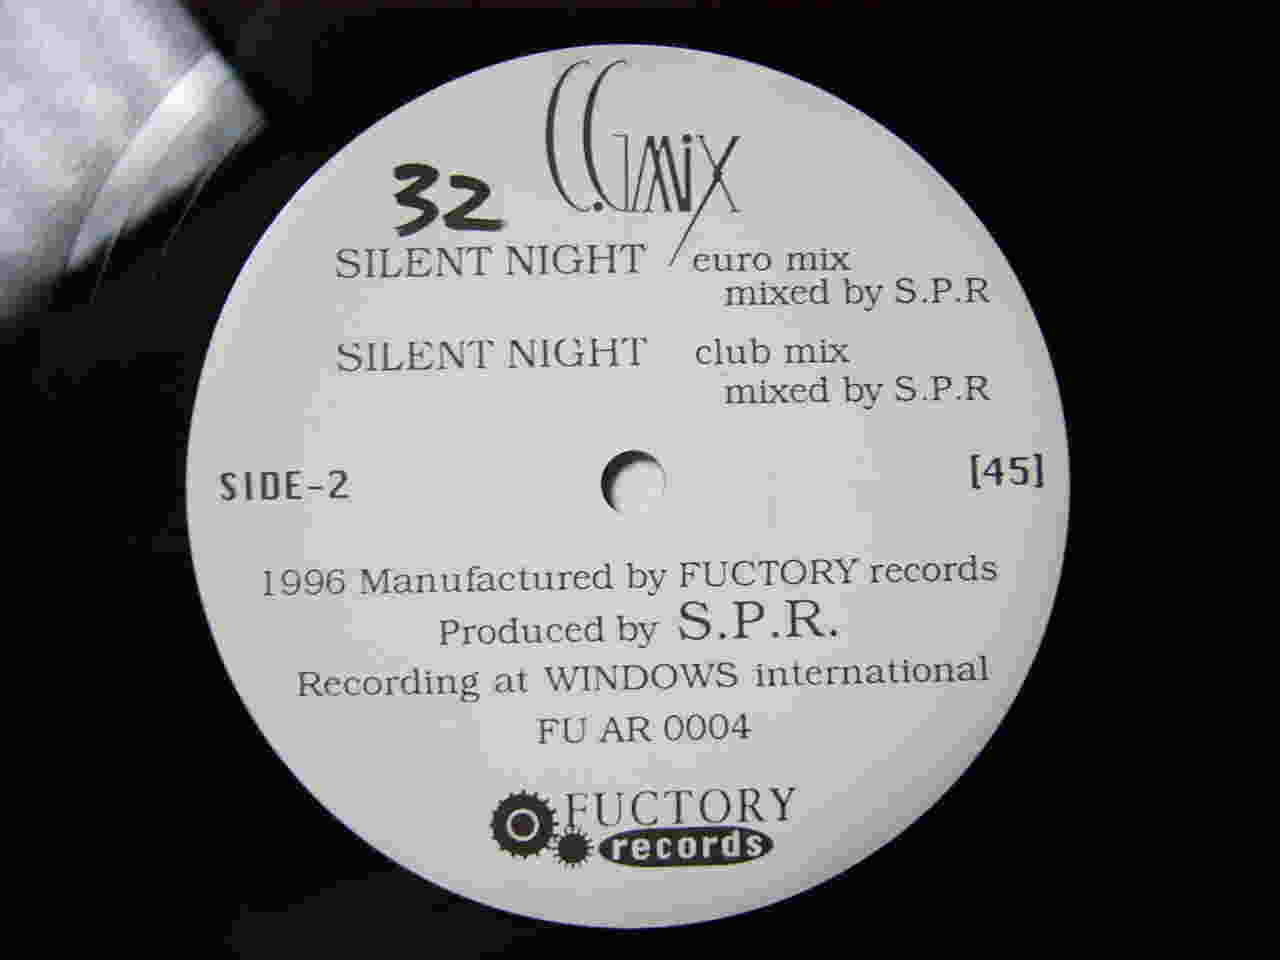 C.G.mix
32
SILENT NIGHT / euro mix
mixed by S.P.R
SILENT NIGHT club mix
mixed by S.P.R
SIDE-2 [45]
1996 Manufactured by FUCTORY records
Produced by S.P.R.
Recording at WINDOWS international
FU AR 0004
FUCTORY
records